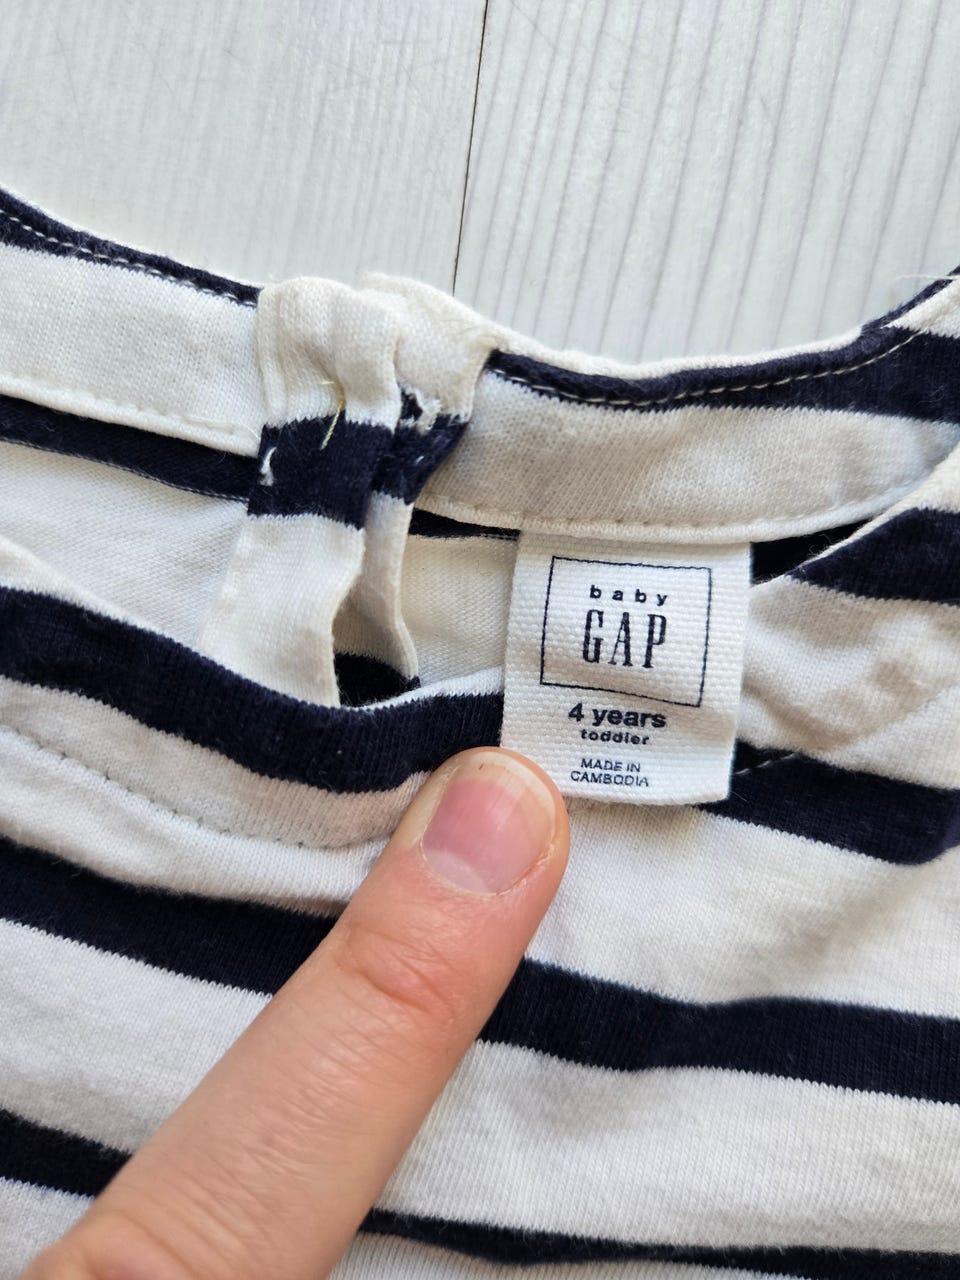 baby
GAP
4 years
toddler
MADE IN
CAMBODIA